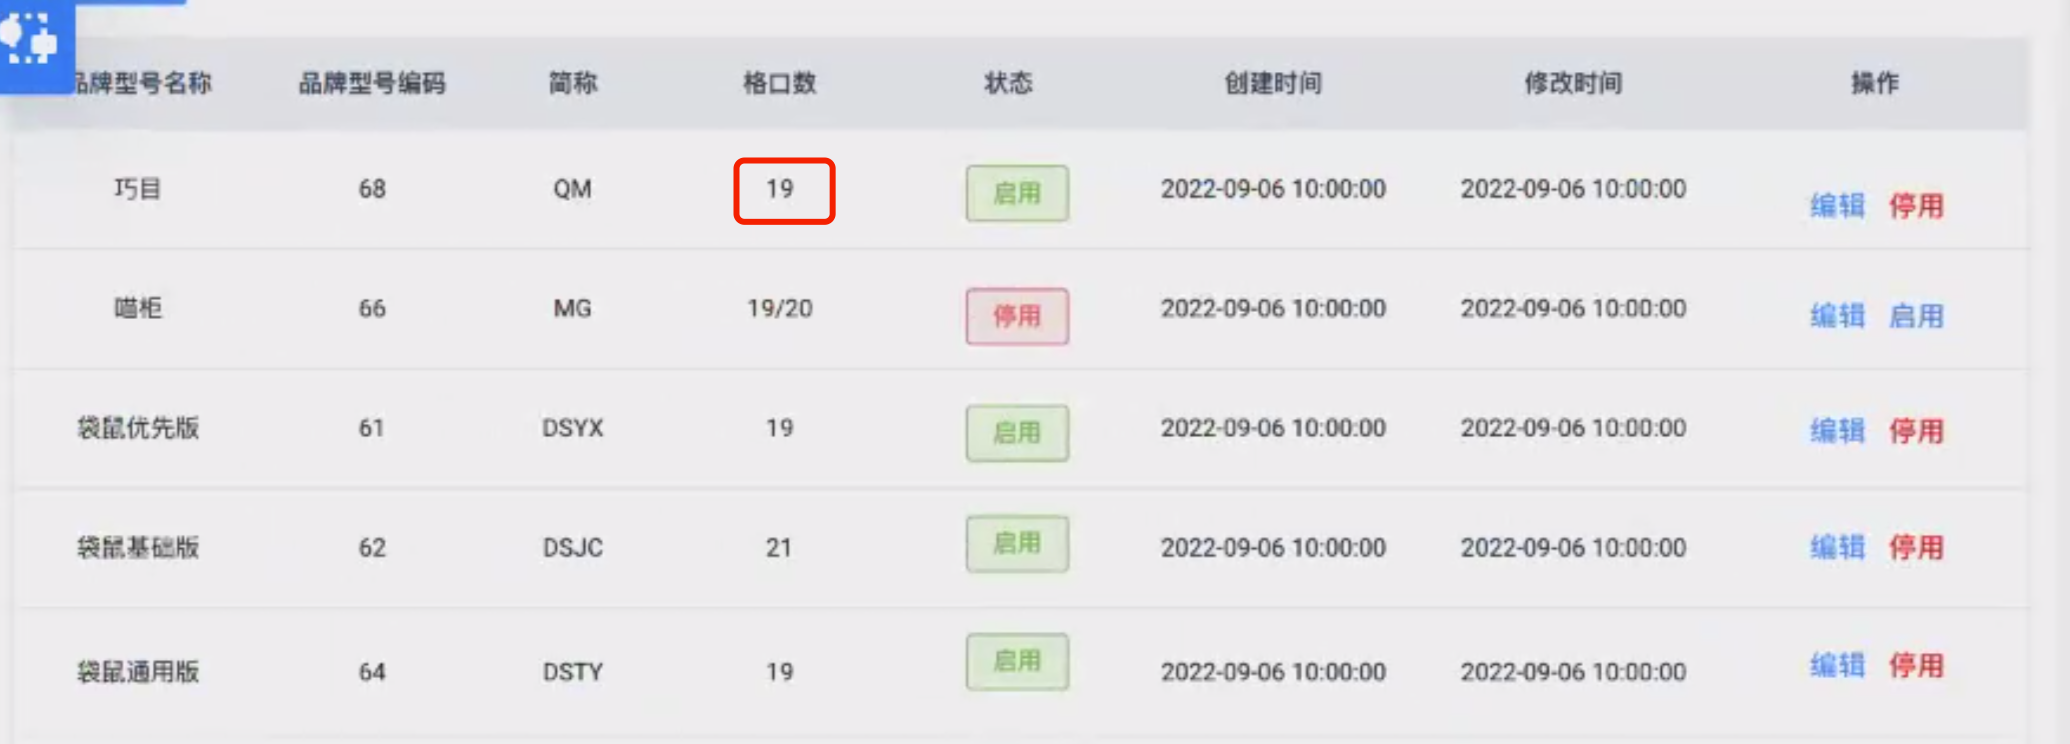 品牌型号名称 品牌型号编码 简称 格口数 状态 创建时间 修改时间 操作
巧目 68 QM 19 启用 2022-09-06 10:00:00 2022-09-06 10:00:00 编辑 停用
喵柜 66 MG 19/20 停用 2022-09-06 10:00:00 2022-09-06 10:00:00 编辑 启用
袋鼠优先版 61 DSYX 19 启用 2022-09-06 10:00:00 2022-09-06 10:00:00 编辑 停用
袋鼠基础版 62 DSJC 21 启用 2022-09-06 10:00:00 2022-09-06 10:00:00 编辑 停用
袋鼠通用版 64 DSTY 19 启用 2022-09-06 10:00:00 2022-09-06 10:00:00 编辑 停用